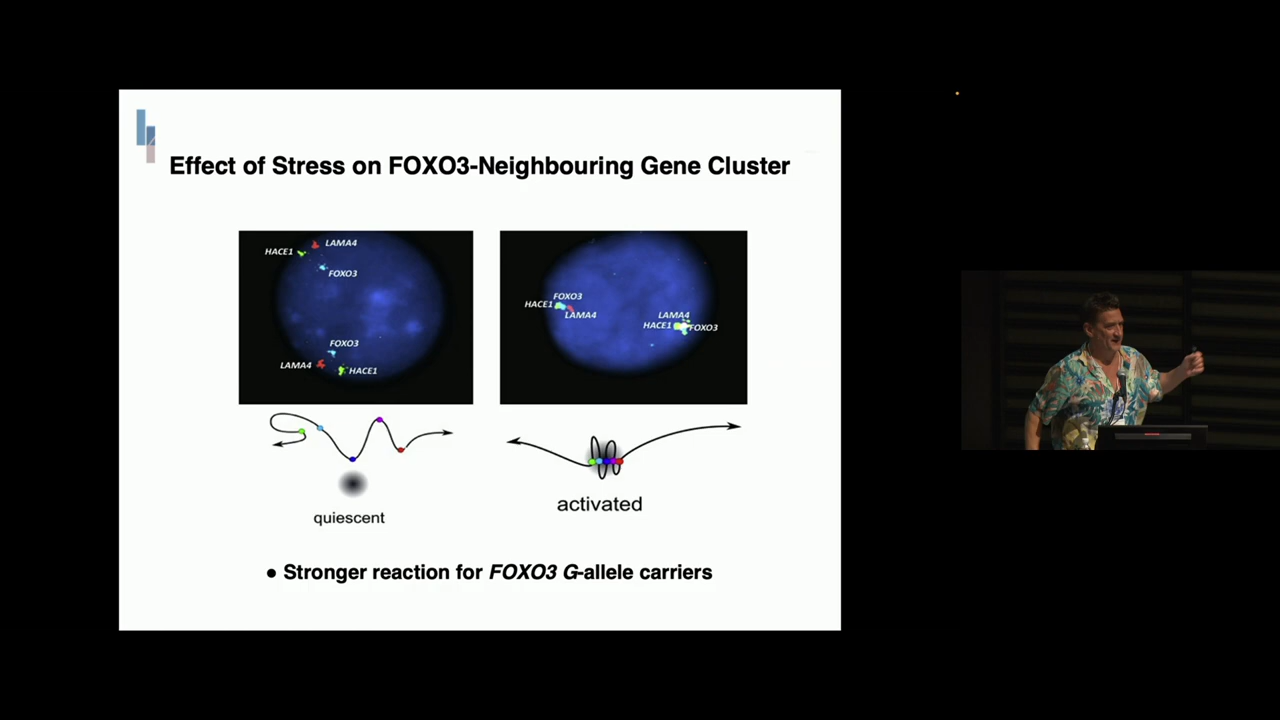 Effect of Stress on FOXO3-Neighbouring Gene Cluster
LAMA4
HACE1
FOXO3
FOXO3
LAMA4
HACE1
FOXO3
HACE1
LAMA4
LAMA4
HACE1
FOXO3
quiescent
activated
• Stronger reaction for FOXO3 G-allele carriers